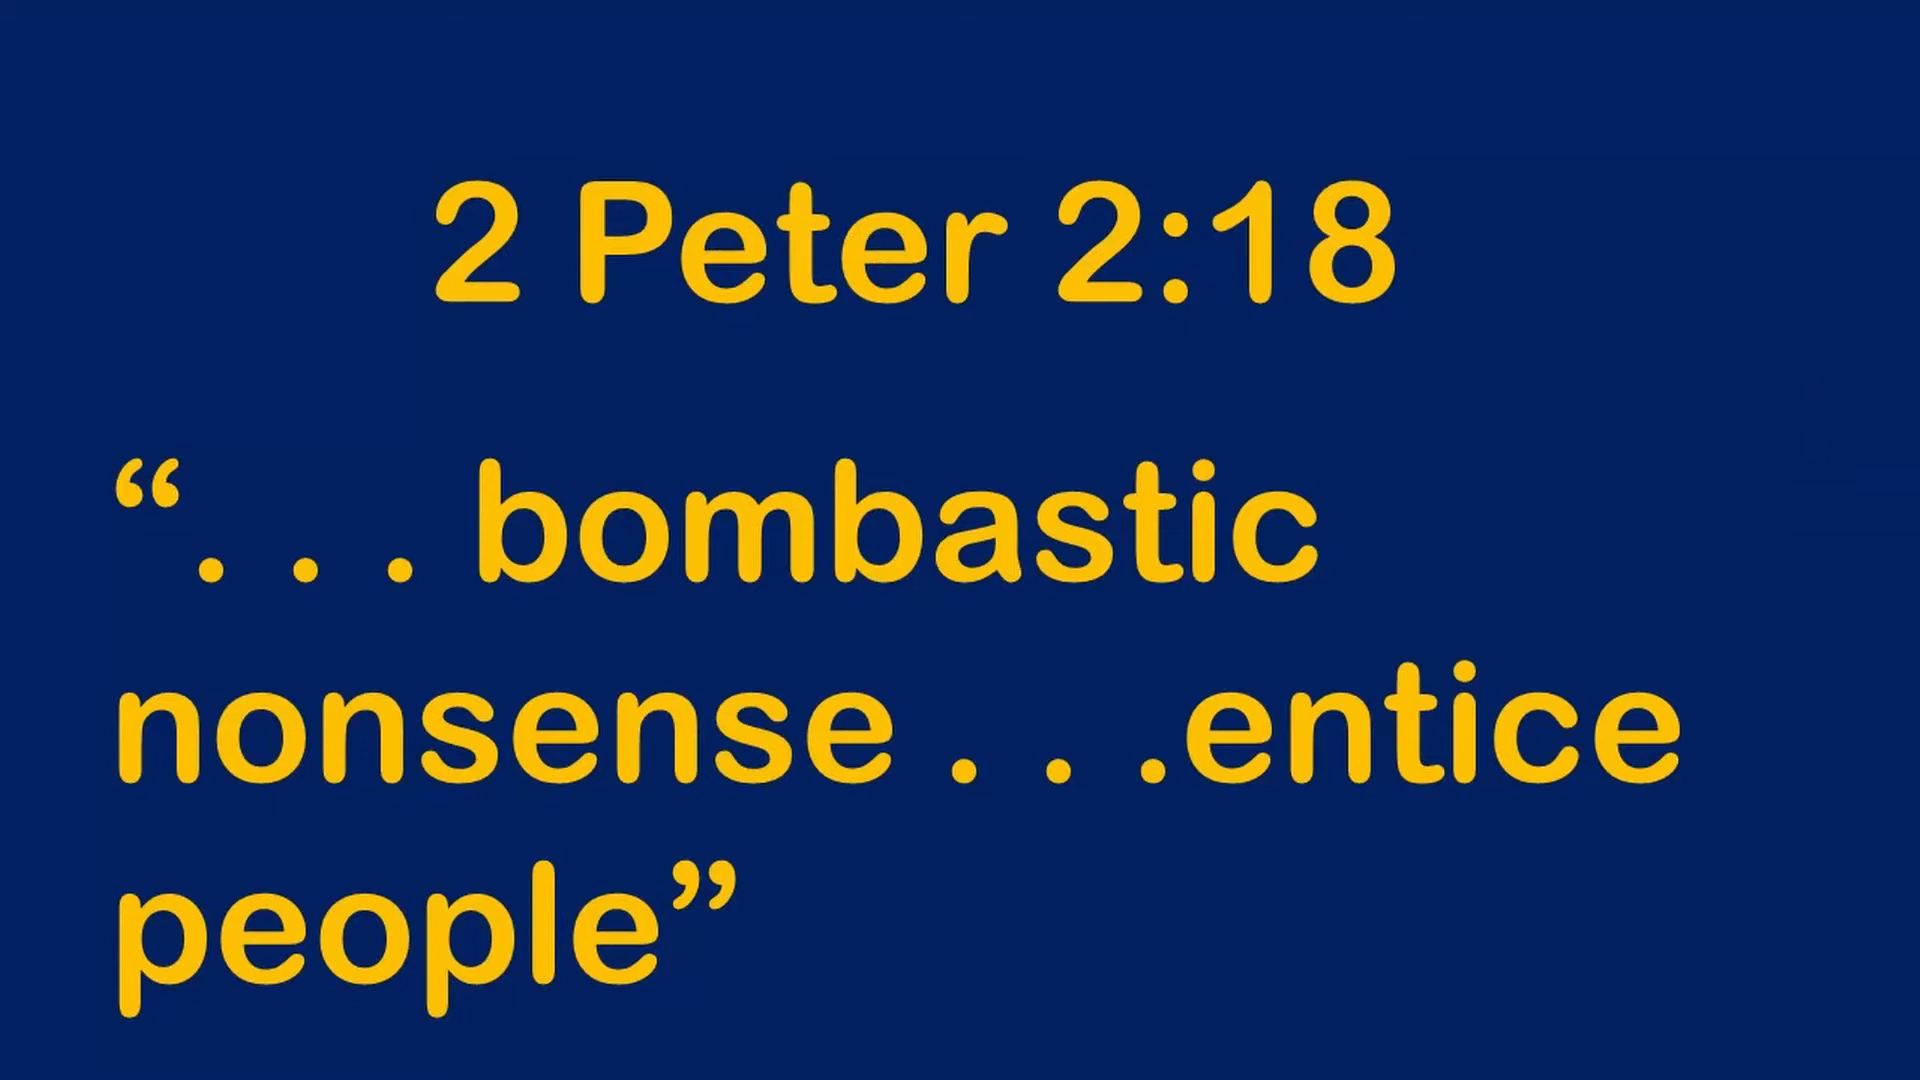 2 Peter 2:18
“. . . bombastic
nonsense . . .entice
people”